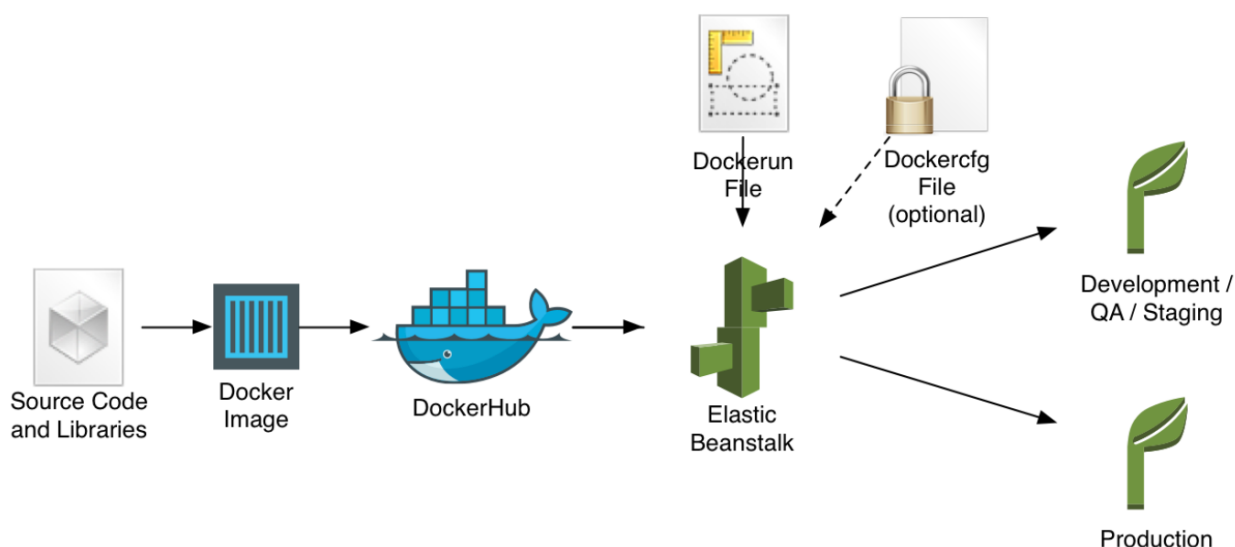 Dockerun
File
Dockercfg
File
(optional)
Development /
QA / Staging
Source Code
and Libraries
Docker
Image
DockerHub
Elastic
Beanstalk
Production